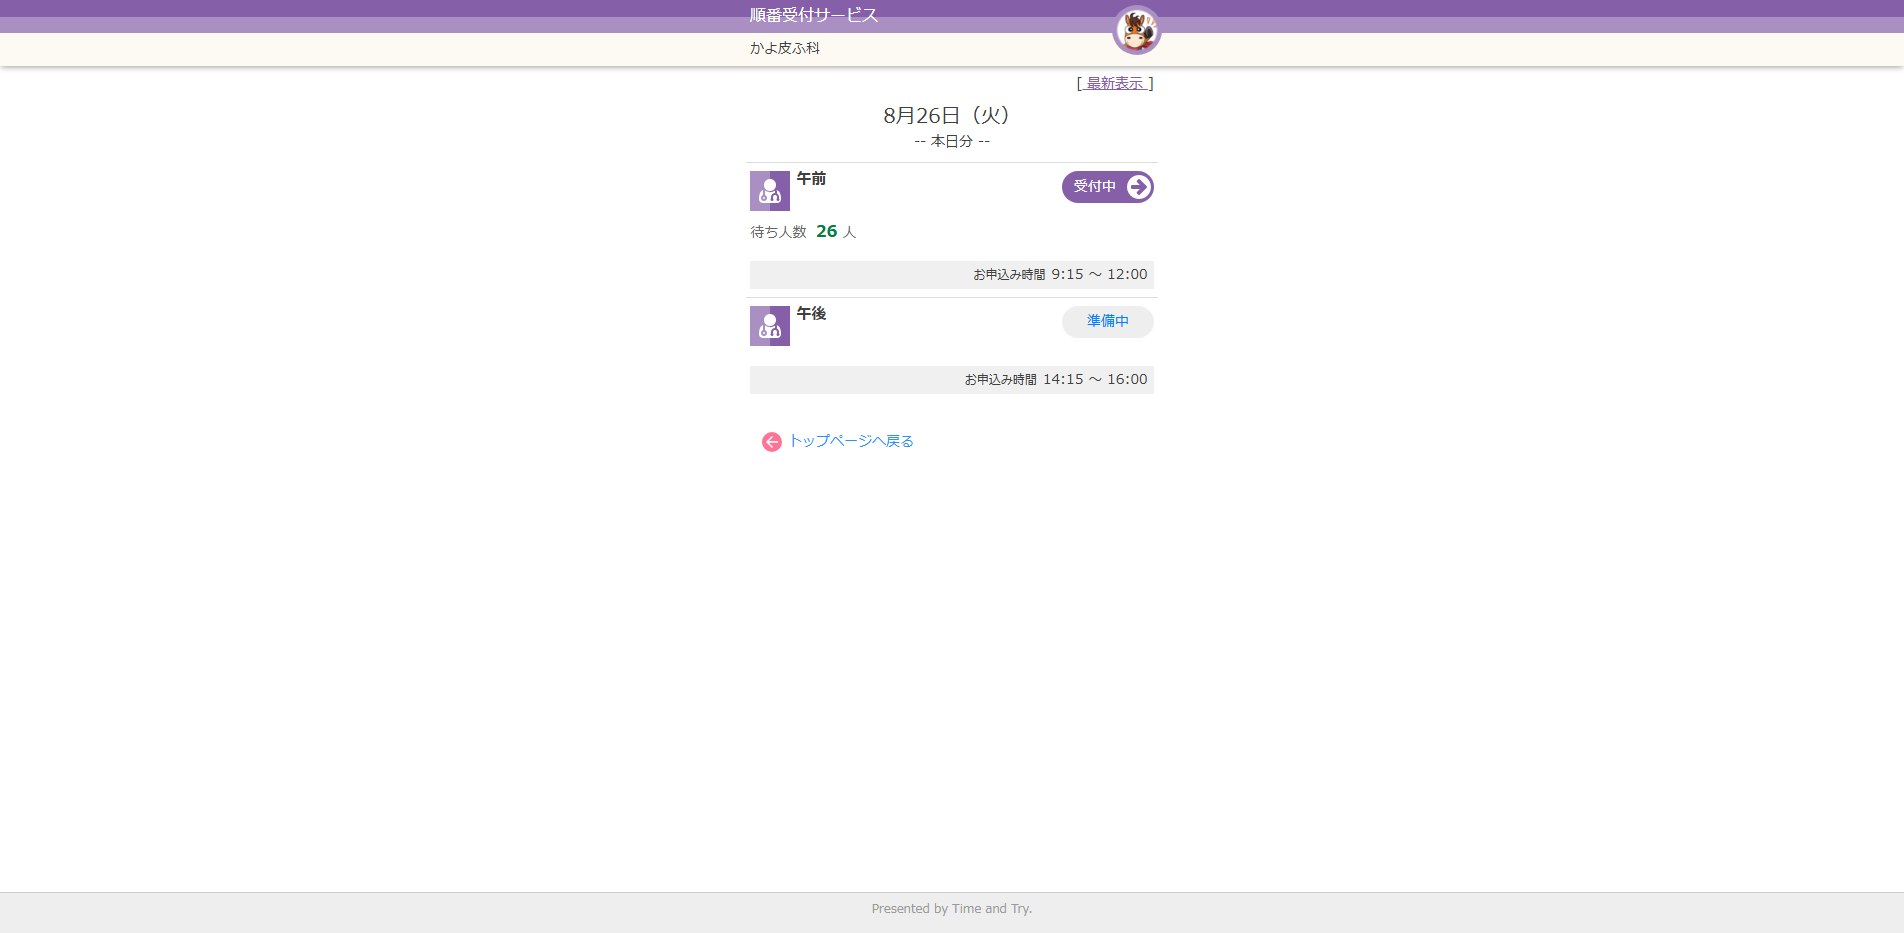 順番受付サービス
かよ皮ふ科
[ 最新表示 ]
8月26日（火）
-- 本日分 --
午前
受付中
待ち人数 26 人
お申込み時間 9:15 ～ 12:00
午後
準備中
お申込み時間 14:15 ～ 16:00
トップページへ戻る
Presented by Time and Try.